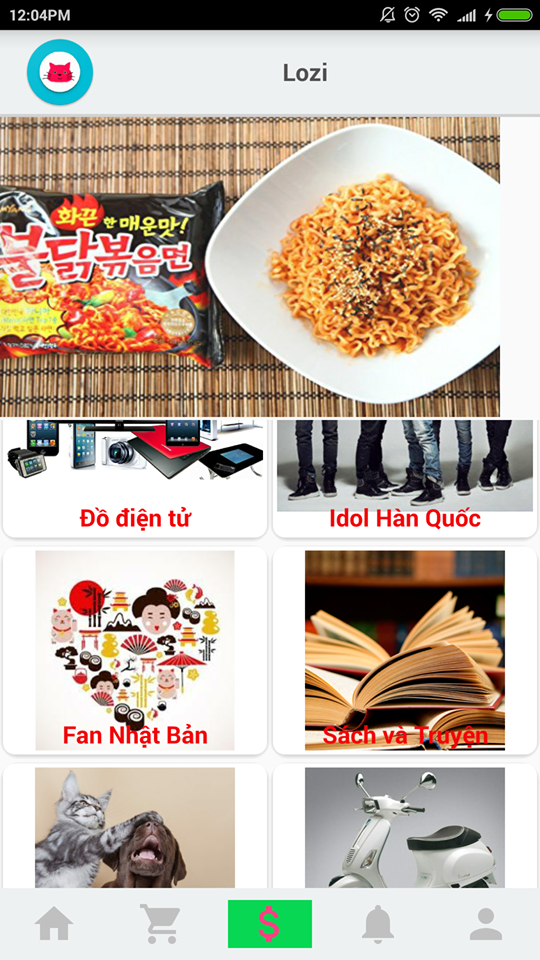 12:04PM
Lozi
화끈
한 매운맛!
불닭볶음면
Đồ điện tử
Idol Hàn Quốc
Fan Nhật Bản
Sách và Truyện
$